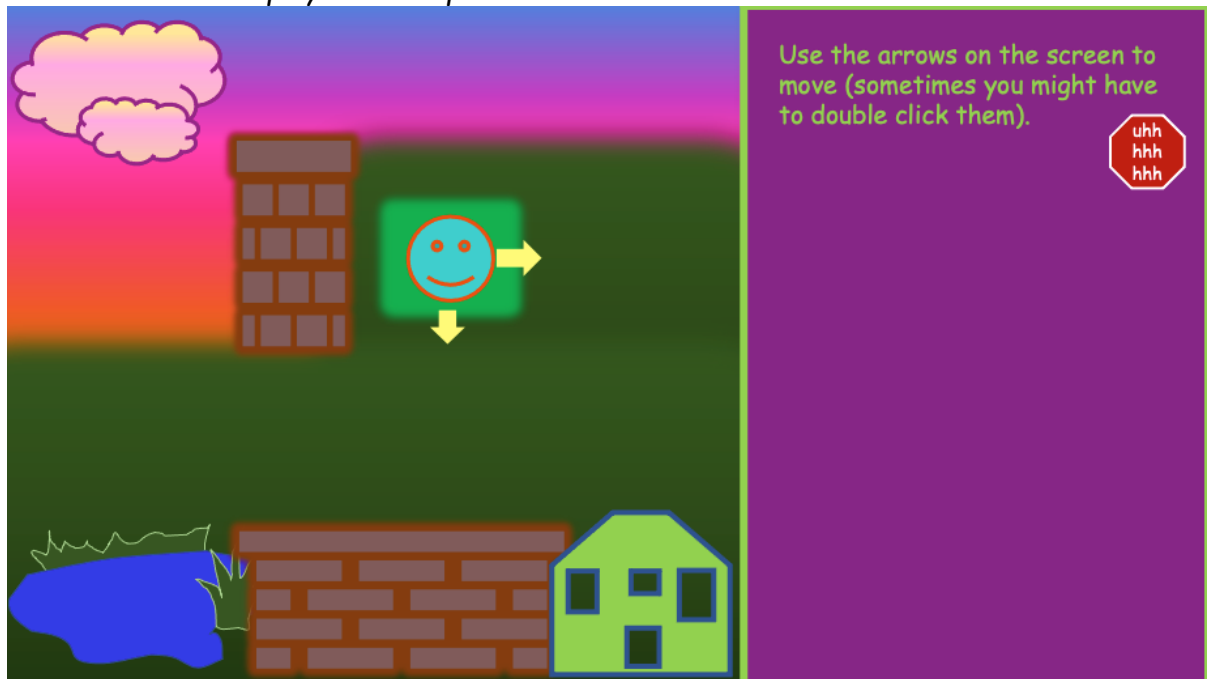 Use the arrows on the screen to
move (sometimes you might have
to double click them).
uhh
hhh
hhh